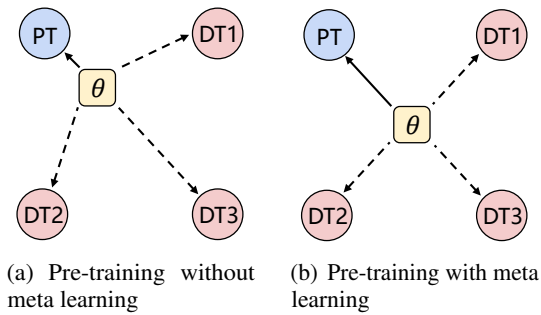 PT
DT1
θ
DT2
DT3
PT
DT1
θ
DT2
DT3
(a) Pre-training without
meta learning
(b) Pre-training with meta
learning